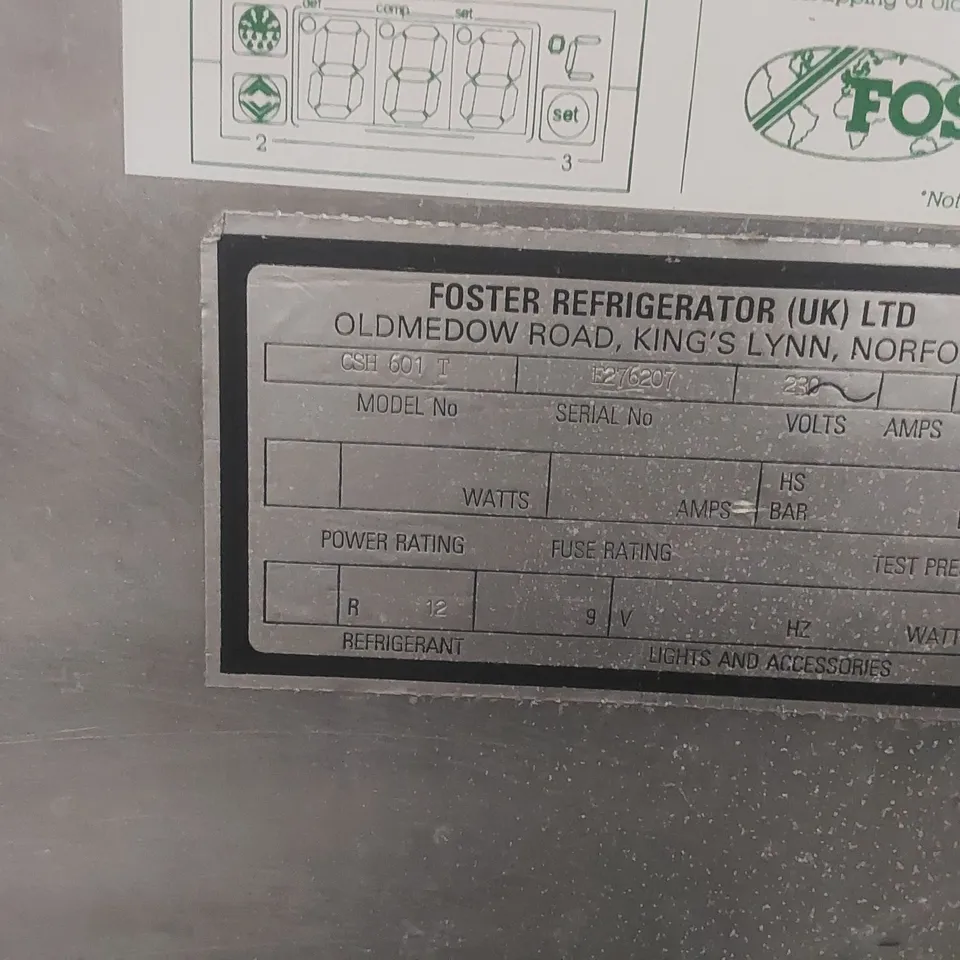 def comp set
°C
set
2
3
FOS
*Not
FOSTER REFRIGERATOR (UK) LTD
OLDMEDOW ROAD, KING'S LYNN, NORFO
CSH 601 T E276207 230
MODEL No SERIAL No VOLTS AMPS
WATTS AMPS HS BAR
POWER RATING FUSE RATING TEST PRE
R 12 g V HZ WATT
REFRIGERANT LIGHTS AND ACCESSORIES